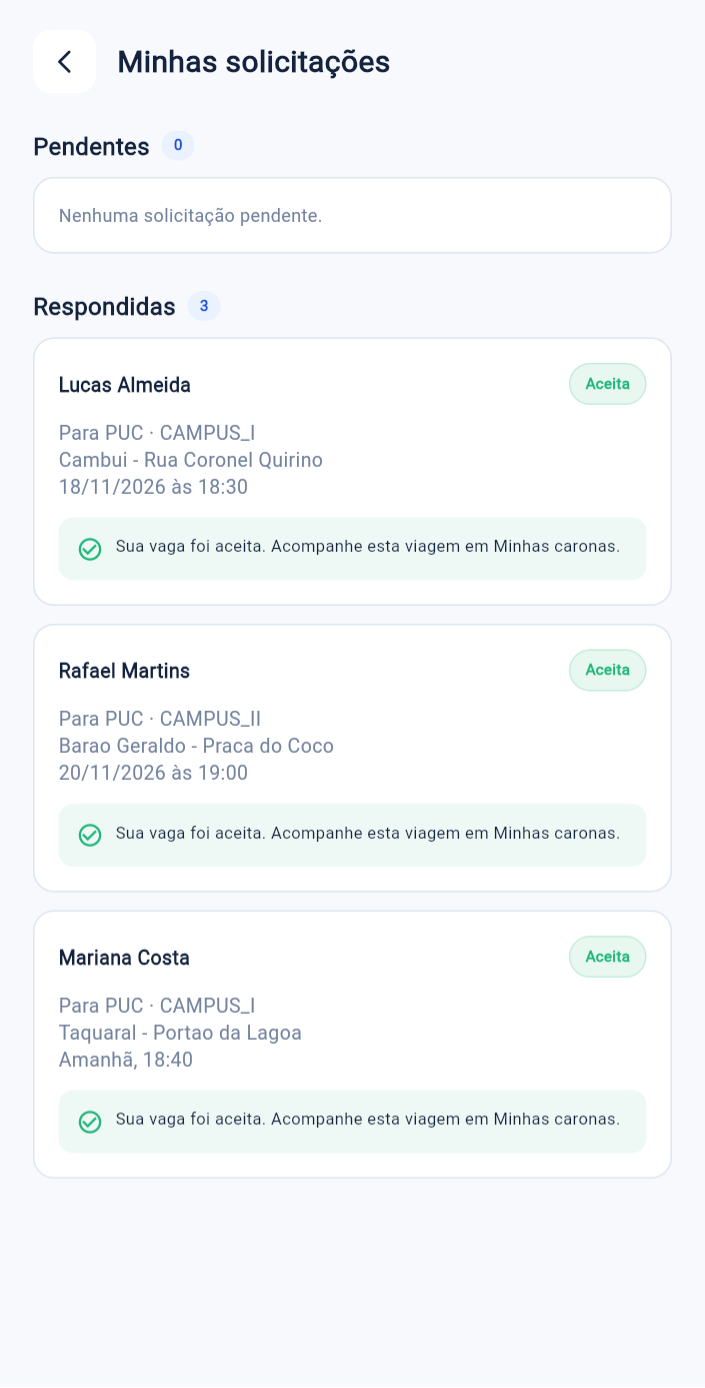 Minhas solicitações
Pendentes 0
Nenhuma solicitação pendente.
Respondidas 3
Lucas Almeida Aceita
Para PUC · CAMPUS_I
Cambui - Rua Coronel Quirino
18/11/2026 às 18:30
Sua vaga foi aceita. Acompanhe esta viagem em Minhas caronas.
Rafael Martins Aceita
Para PUC · CAMPUS_II
Barao Geraldo - Praca do Coco
20/11/2026 às 19:00
Sua vaga foi aceita. Acompanhe esta viagem em Minhas caronas.
Mariana Costa Aceita
Para PUC · CAMPUS_I
Taquaral - Portao da Lagoa
Amanhã, 18:40
Sua vaga foi aceita. Acompanhe esta viagem em Minhas caronas.